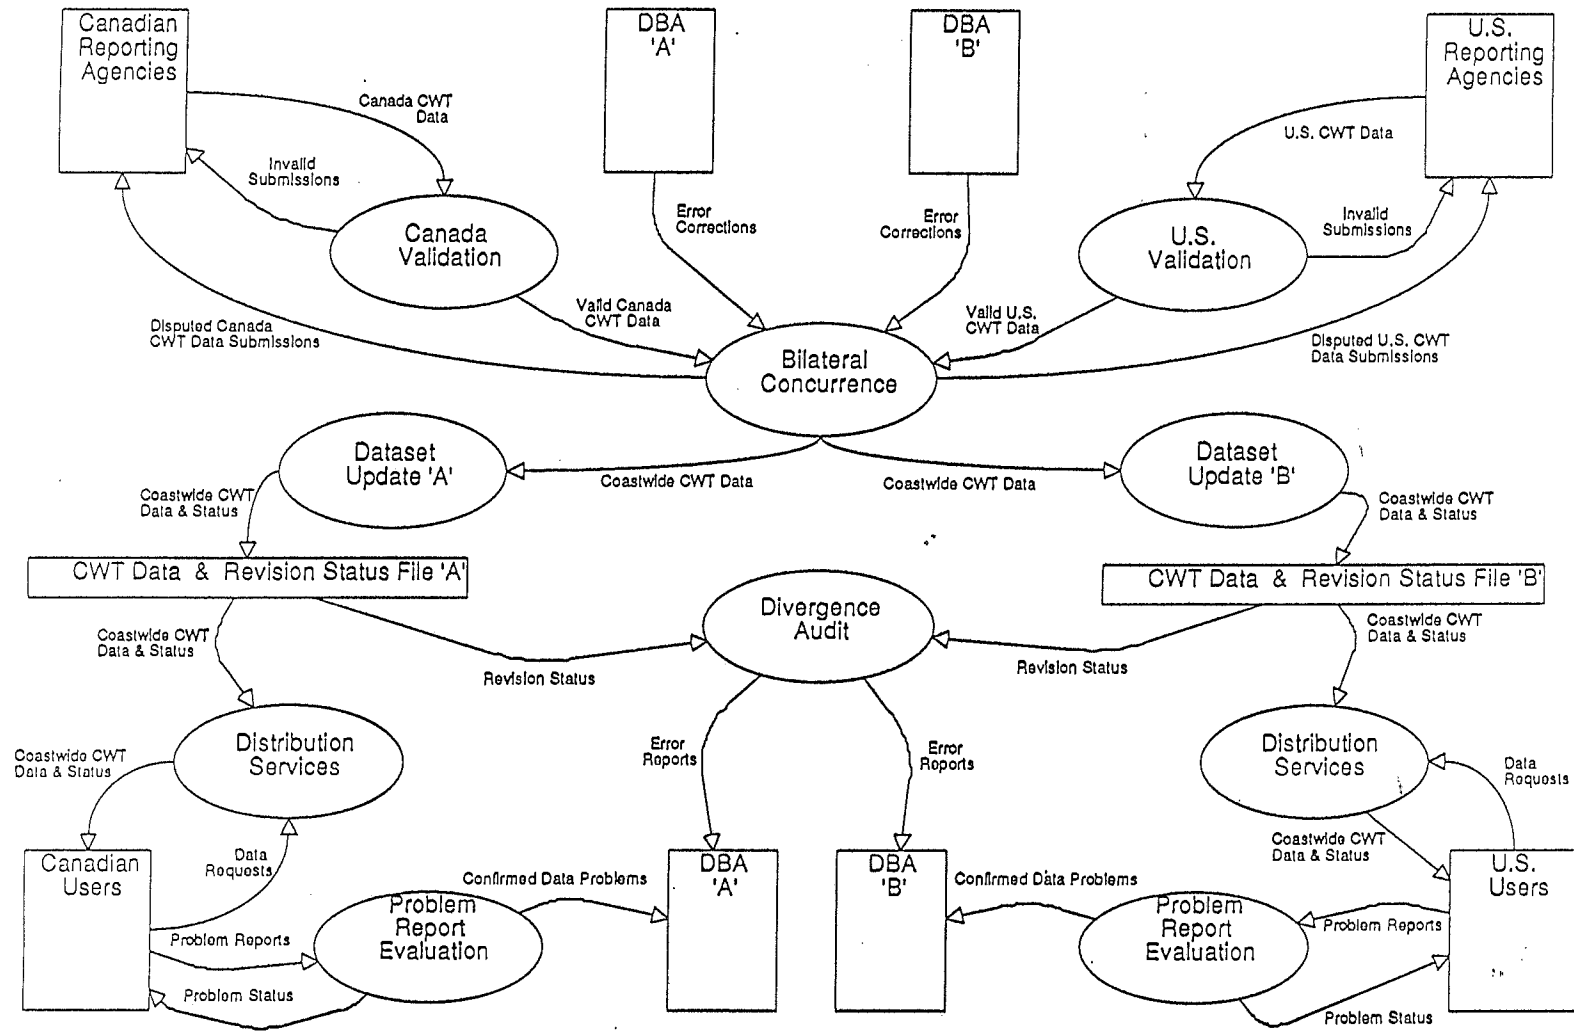 Canadian
Reporting
Agencies
DBA
'A'
DBA
'B'
U.S.
Reporting
Agencies
Canada CWT
Data
U.S. CWT Data
Invalid
Submissions
Error
Corrections
Error
Corrections
Invalid
Submissions
Canada
Validation
U.S.
Validation
Valid Canada
CWT Data
Valid U.S.
CWT Data
Disputed Canada
CWT Data Submissions
Disputed U.S. CWT
Data Submissions
Bilateral
Concurrence
Dataset
Update 'A'
Dataset
Update 'B'
Coastwide CWT Data
Coastwide CWT Data
Coastwide CWT
Data & Status
Coastwide CWT
Data & Status
CWT Data & Revision Status File 'A'
CWT Data & Revision Status File 'B'
Divergence
Audit
Coastwide CWT
Data & Status
Coastwide CWT
Data & Status
Revision Status
Revision Status
Distribution
Services
Distribution
Services
Error
Reports
Error
Reports
Coastwide CWT
Data & Status
Data
Requests
Coastwide CWT
Data & Status
Canadian
Users
Data
Requests
DBA
'A'
DBA
'B'
U.S.
Users
Confirmed Data Problems
Confirmed Data Problems
Problem
Report
Evaluation
Problem
Report
Evaluation
Problem Reports
Problem Reports
Problem Status
Problem Status